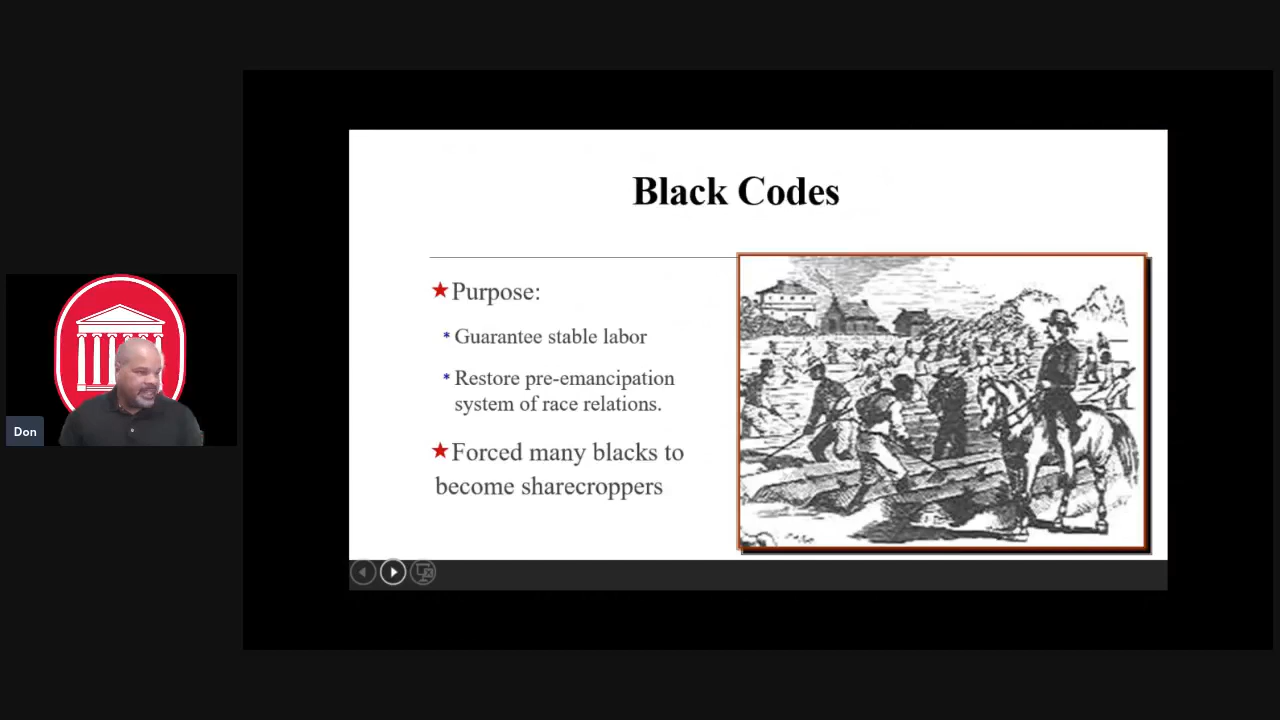 Black Codes
★Purpose:
* Guarantee stable labor
* Restore pre-emancipation
system of race relations.
★Forced many blacks to
become sharecroppers
Don